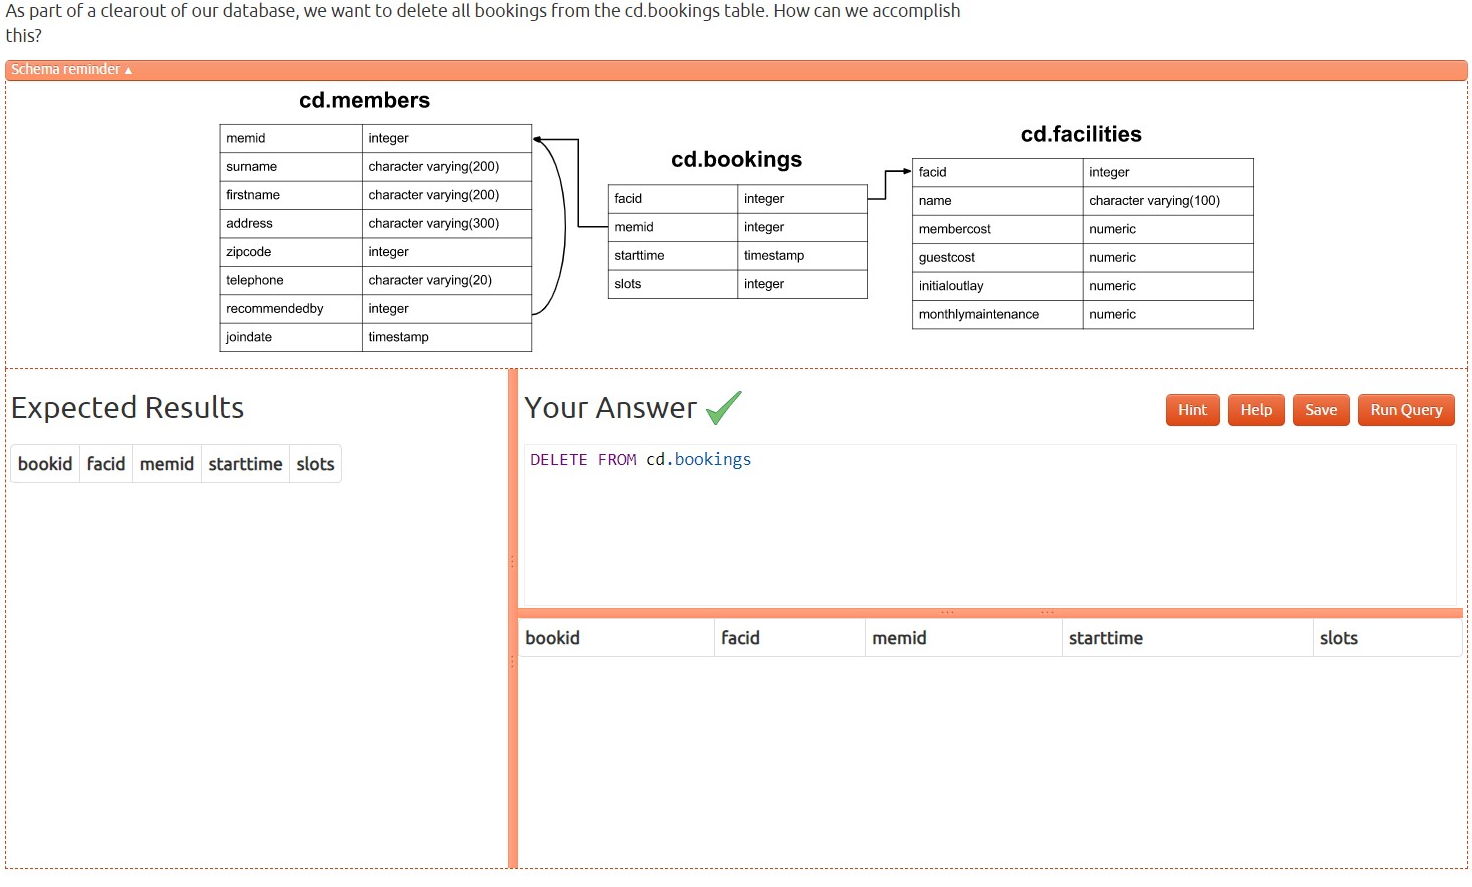 As part of a clearout of our database, we want to delete all bookings from the cd.bookings table. How can we accomplish
this?
Schema reminder ▲
cd.members
memid integer
surname character varying(200)
firstname character varying(200)
address character varying(300)
zipcode integer
telephone character varying(20)
recommendedby integer
joindate timestamp
cd.bookings
facid integer
memid integer
starttime timestamp
slots integer
cd.facilities
facid integer
name character varying(100)
membercost numeric
guestcost numeric
initialoutlay numeric
monthlymaintenance numeric
Expected Results
bookid facid memid starttime slots
Your Answer
Hint Help Save Run Query
DELETE FROM cd.bookings
bookid facid memid starttime slots